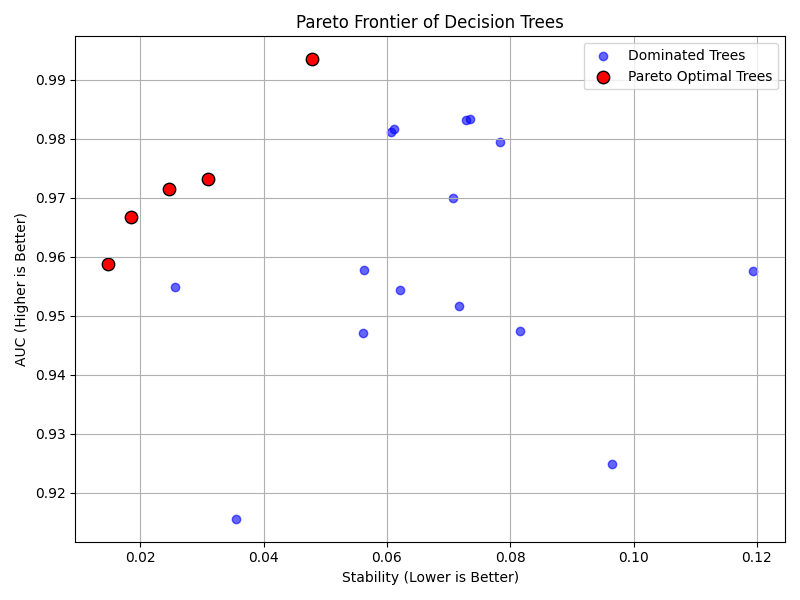 Pareto Frontier of Decision Trees
Dominated Trees
Pareto Optimal Trees
AUC (Higher is Better)
0.99
0.98
0.97
0.96
0.95
0.94
0.93
0.92
0.02 0.04 0.06 0.08 0.10 0.12
Stability (Lower is Better)